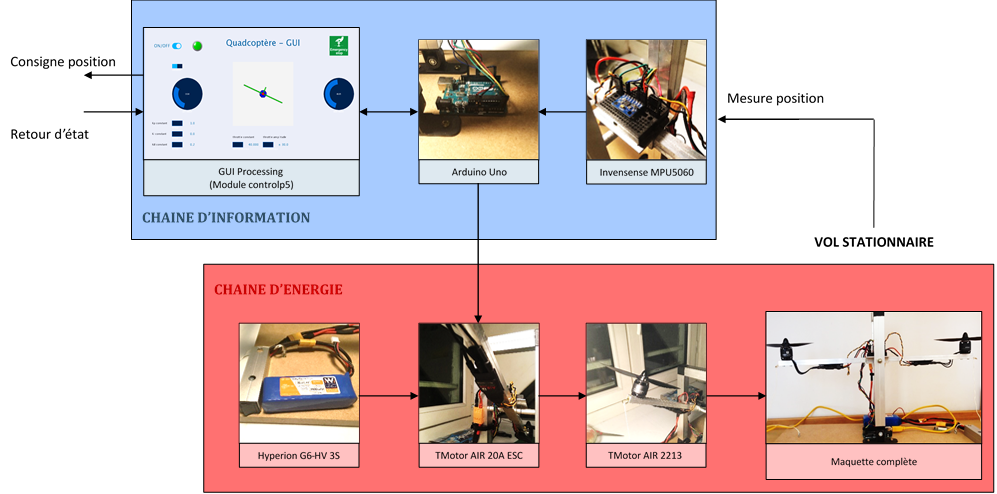 ON/OFF
Quadcoptère – GUI
Emergency stop
Consigne position
Retour d'état
Mesure position
GUI Processing
(Module controlp5)
Arduino Uno
Invensense MPU5060
CHAINE D'INFORMATION
VOL STATIONNAIRE
CHAINE D'ENERGIE
Hyperion G6-HV 3S
TMotor AIR 20A ESC
TMotor AIR 2213
Maquette complète